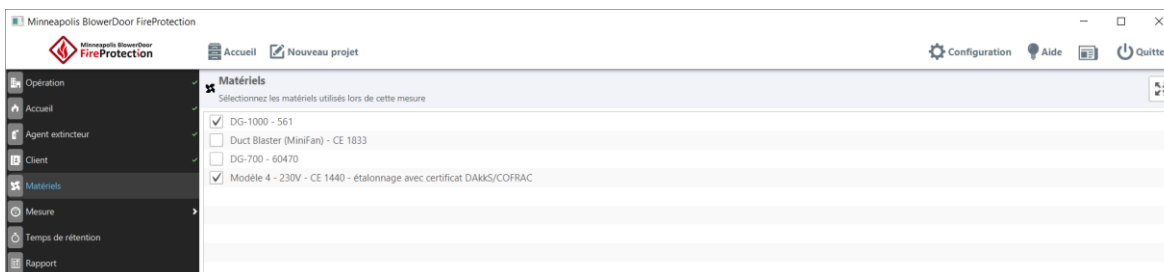 Minneapolis BlowerDoor FireProtection
Minneapolis BlowerDoor
FireProtection
Accueil
Nouveau projet
Configuration
Aide
Quitte
Opération
Accueil
Agent extincteur
Client
Matériels
Mesure
Temps de rétention
Rapport
Matériels
Sélectionnez les matériels utilisés lors de cette mesure
DG-1000 - 561
Duct Blaster (MiniFan) - CE 1833
DG-700 - 60470
Modèle 4 - 230V - CE 1440 - étalonnage avec certificat DAkkS/COFRAC